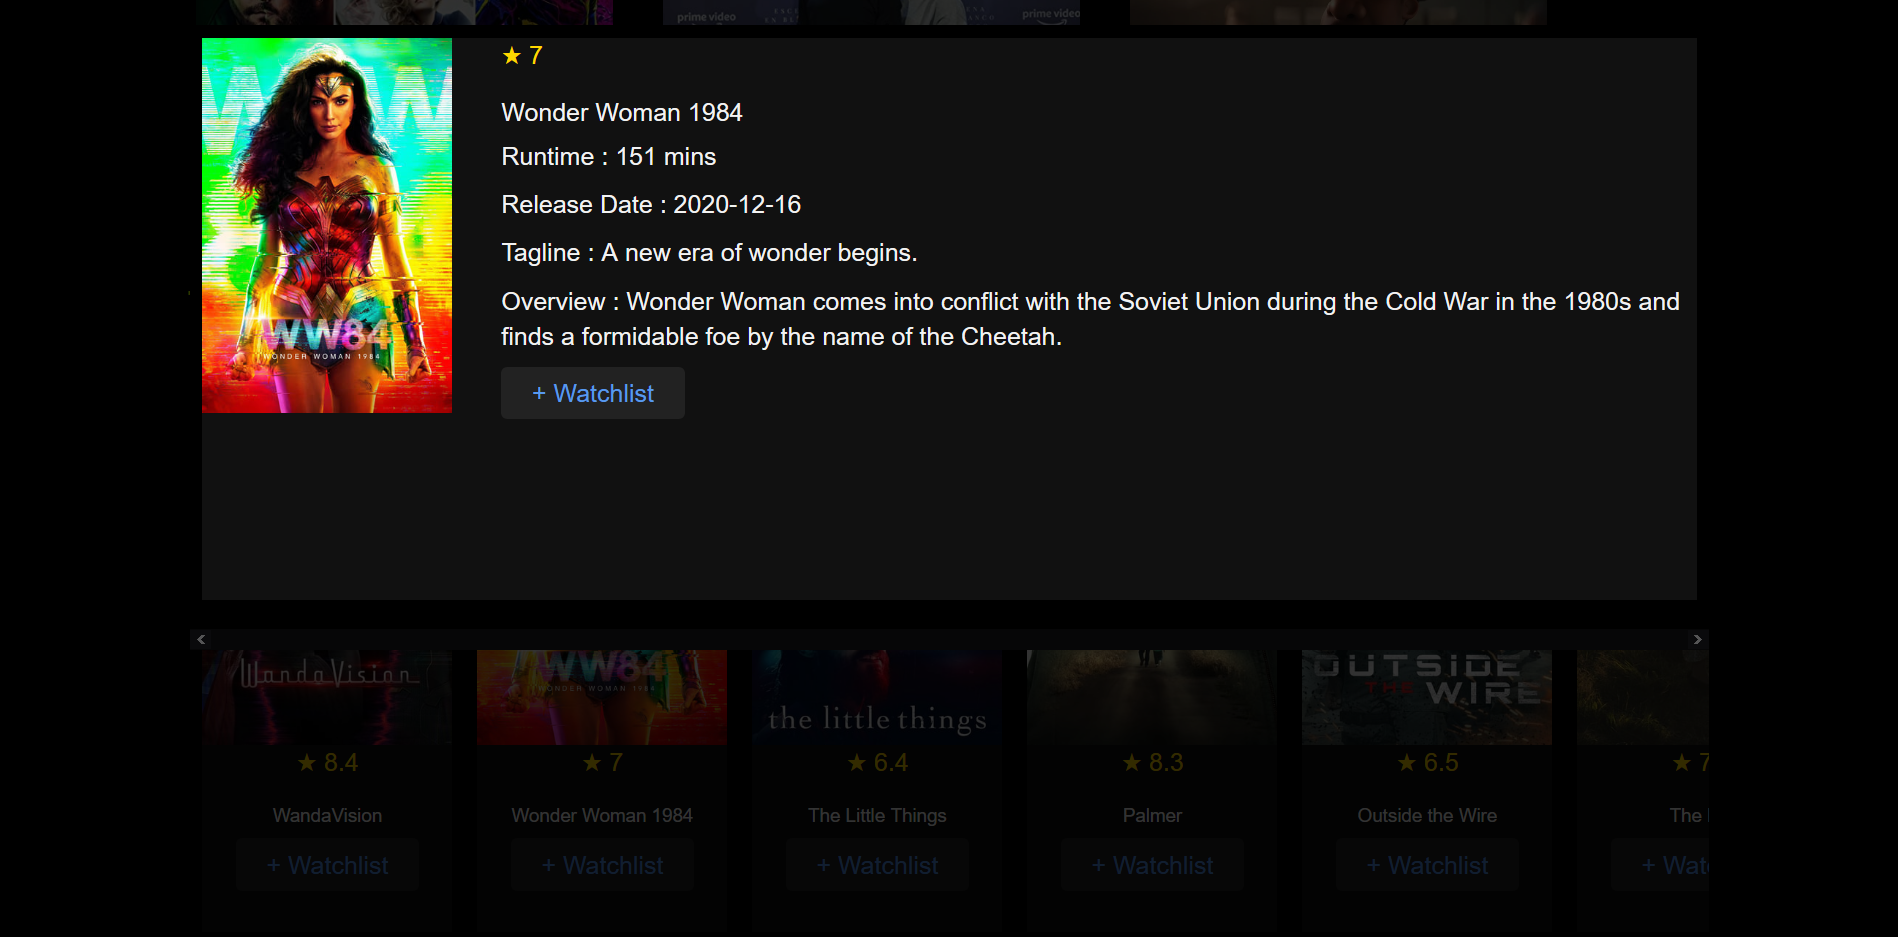 prime video
prime video
★ 7
Wonder Woman 1984
Runtime : 151 mins
Release Date : 2020-12-16
Tagline : A new era of wonder begins.
Overview : Wonder Woman comes into conflict with the Soviet Union during the Cold War in the 1980s and
finds a formidable foe by the name of the Cheetah.
+ Watchlist
WW84
WONDER WOMAN 1984
WandaVision
WW84
WONDER WOMAN 1984
the little things
OUTSIDE
THE WIRE
★ 8.4
★ 7
★ 6.4
★ 8.3
★ 6.5
★ 7
WandaVision
Wonder Woman 1984
The Little Things
Palmer
Outside the Wire
The
+ Watchlist
+ Watchlist
+ Watchlist
+ Watchlist
+ Watchlist
+ Wat